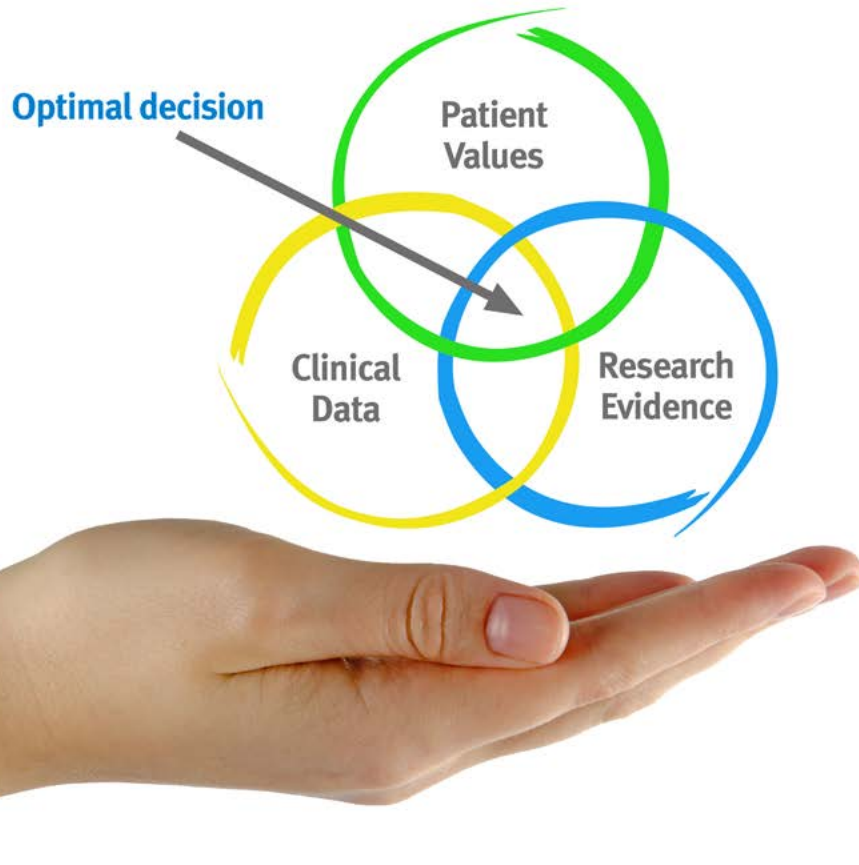 Optimal decision
Patient
Values
Clinical
Data
Research
Evidence